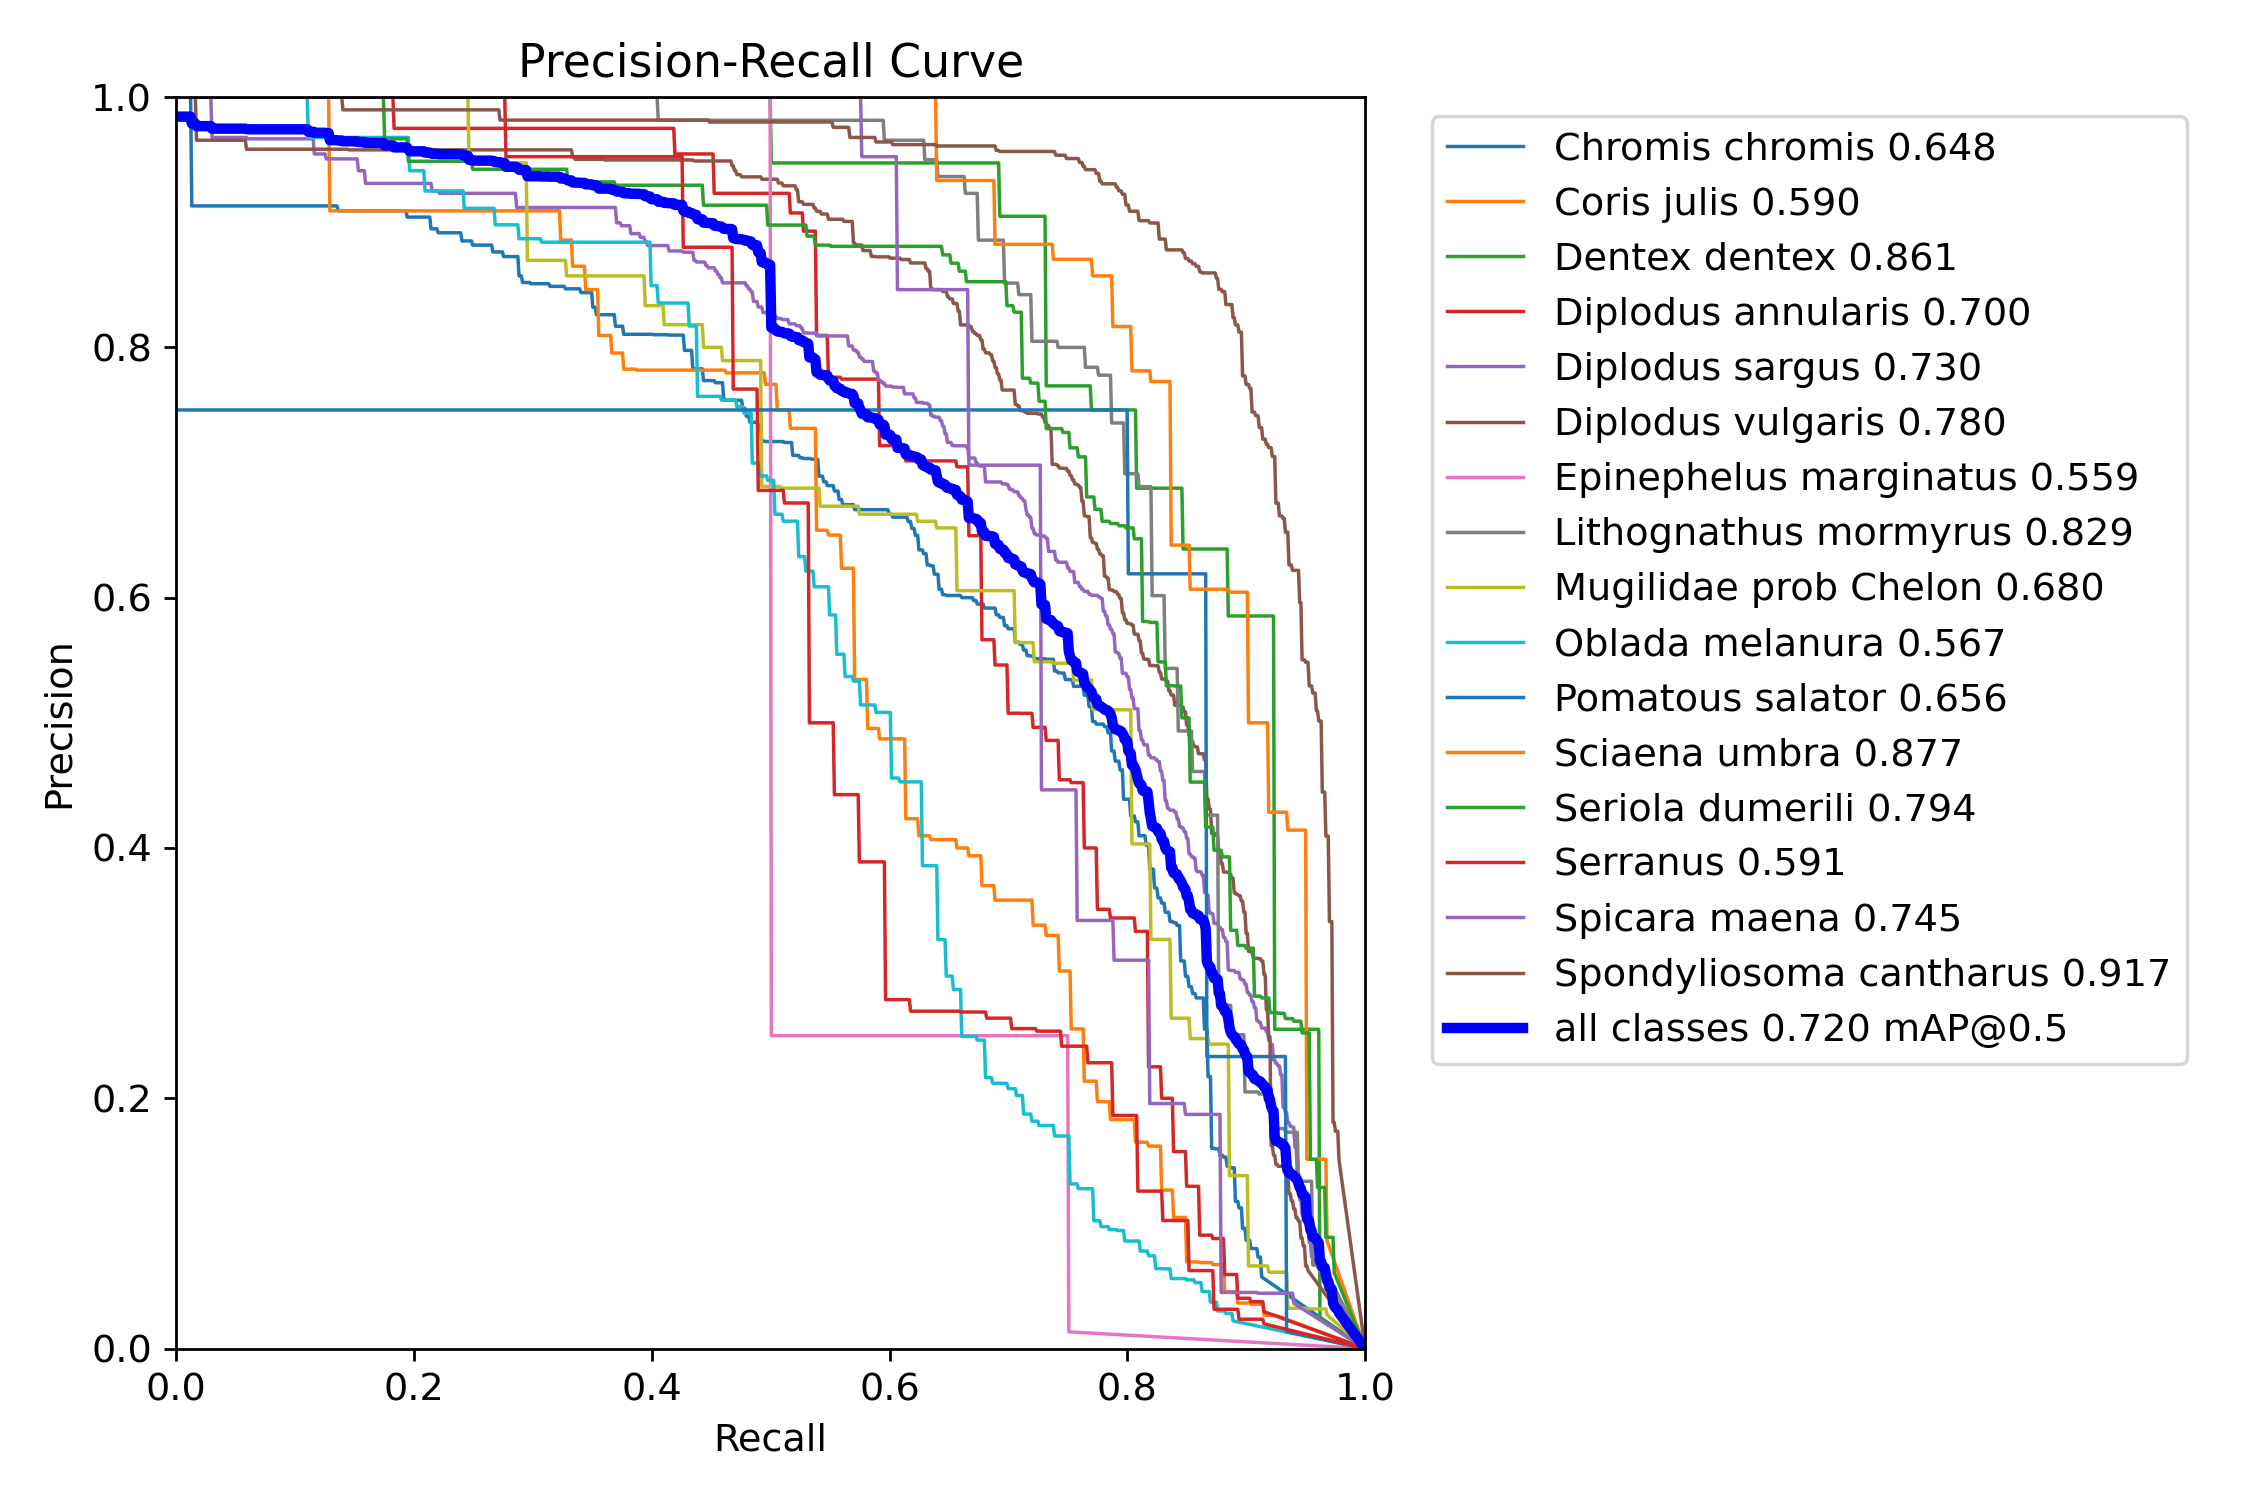 Precision-Recall Curve
1.0
0.8
0.6
0.4
0.2
0.0
Precision
0.0 0.2 0.4 0.6 0.8 1.0
Recall
Chromis chromis 0.648
Coris julis 0.590
Dentex dentex 0.861
Diplodus annularis 0.700
Diplodus sargus 0.730
Diplodus vulgaris 0.780
Epinephelus marginatus 0.559
Lithognathus mormyrus 0.829
Mugilidae prob Chelon 0.680
Oblada melanura 0.567
Pomatous salator 0.656
Sciaena umbra 0.877
Seriola dumerili 0.794
Serranus 0.591
Spicara maena 0.745
Spondyliosoma cantharus 0.917
all classes 0.720 mAP@0.5